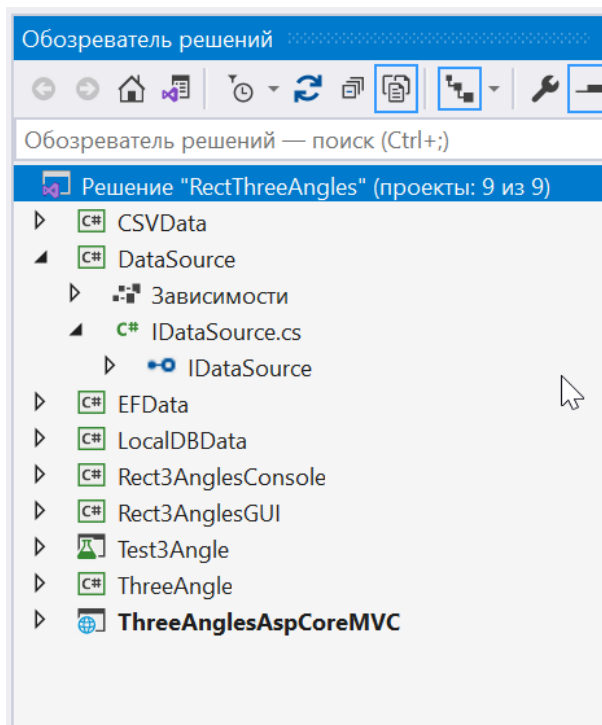 Обозреватель решений
Обозреватель решений — поиск (Ctrl+;)
Решение "RectThreeAngles" (проекты: 9 из 9)
C# CSVData
C# DataSource
Зависимости
C# IDataSource.cs
IDataSource
C# EFData
C# LocalDBData
C# Rect3AnglesConsole
C# Rect3AnglesGUI
Test3Angle
C# ThreeAngle
ThreeAnglesAspCoreMVC